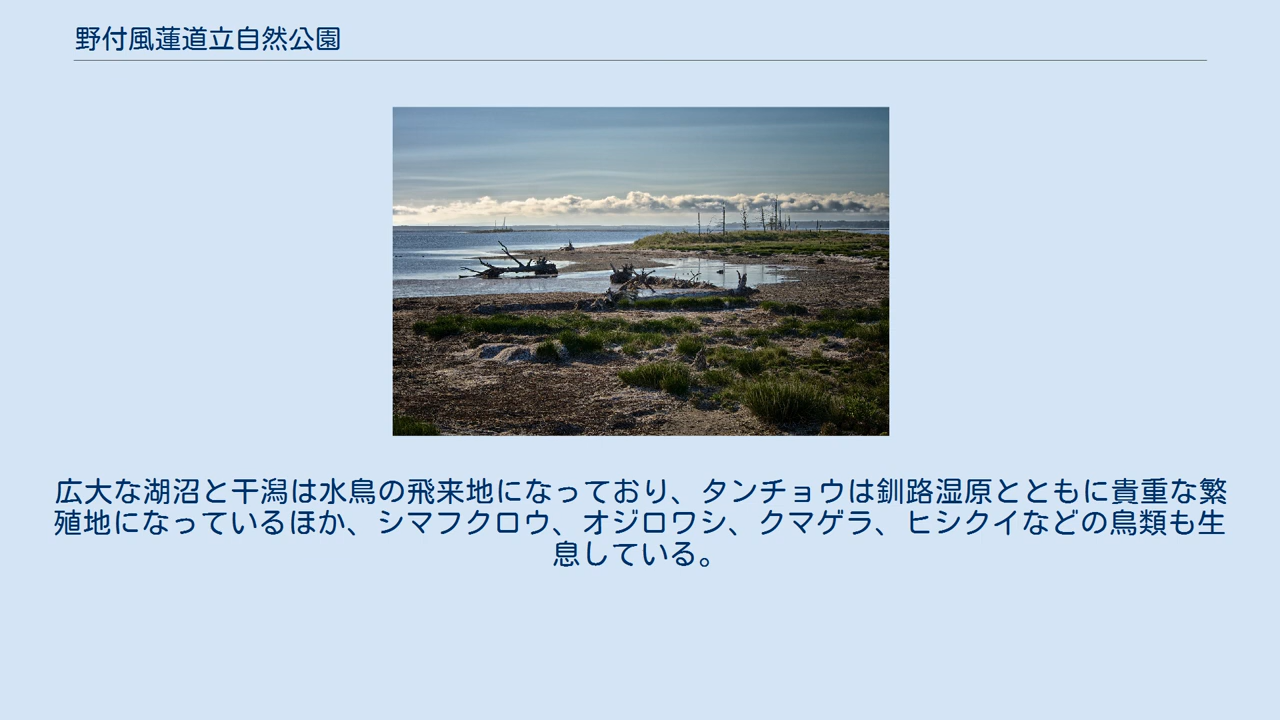 野付風蓮道立自然公園
広大な湖沼と干潟は水鳥の飛来地になっており、タンチョウは釧路湿原とともに貴重な繁
殖地になっているほか、シマフクロウ、オジロワシ、クマゲラ、ヒシクイなどの鳥類も生
息している。